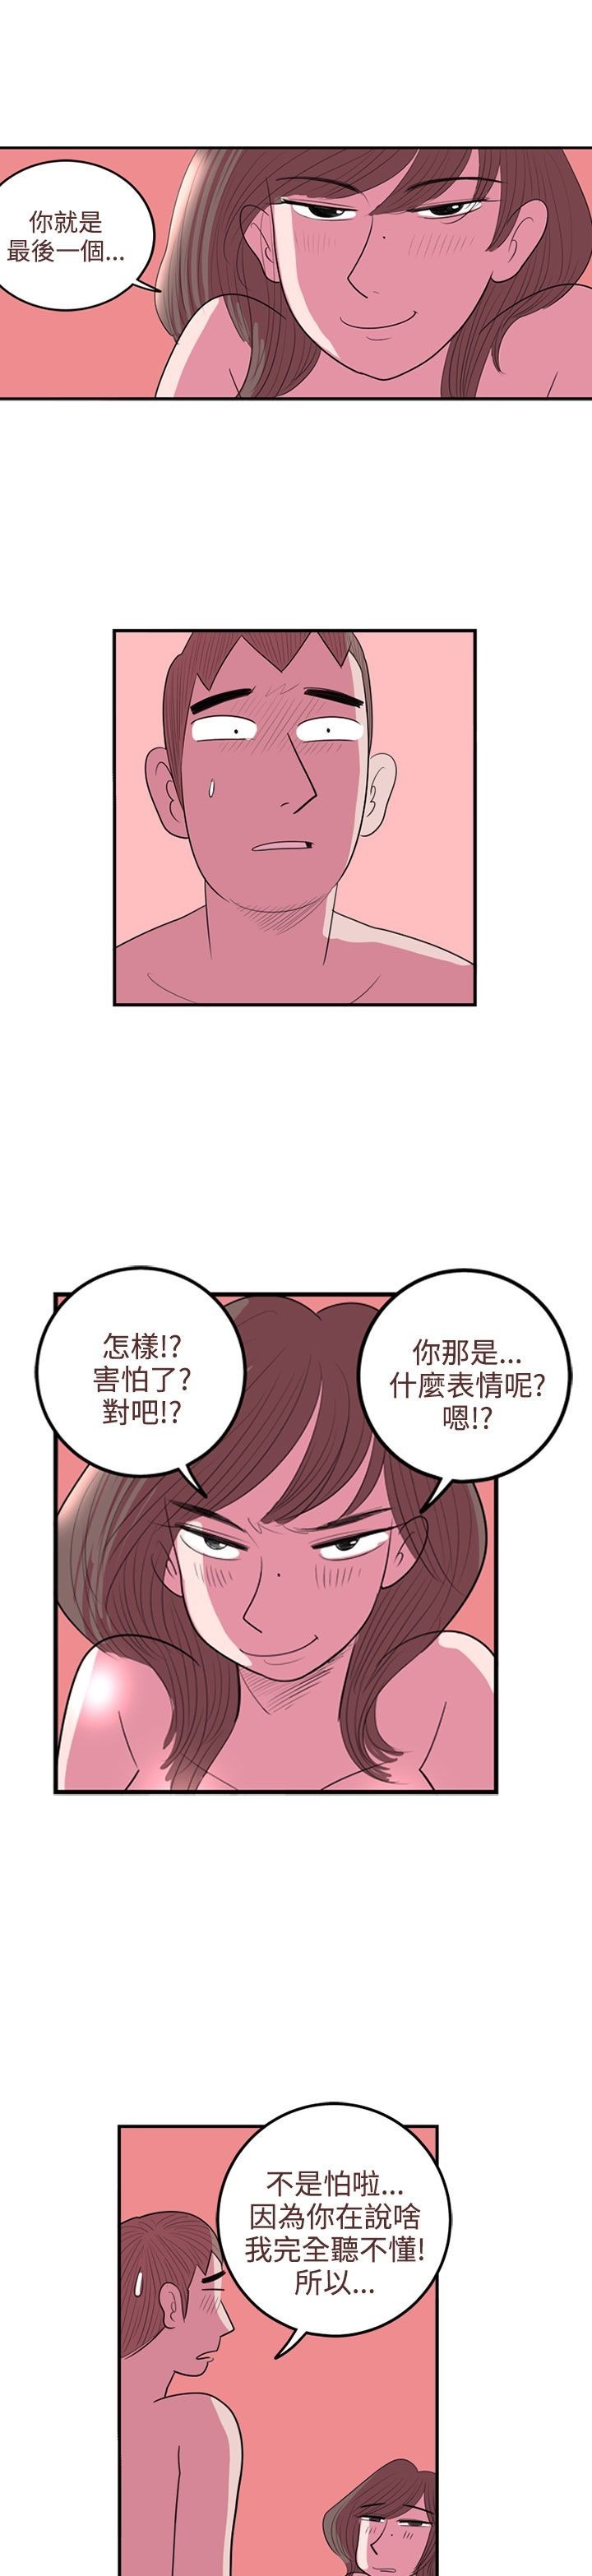 你就是
最後一個...
怎樣!?
害怕了?
對吧!?
你那是...
什麼表情呢?
嗯!?
不是怕啦...
因為你在說啥
我完全聽不懂!
所以...